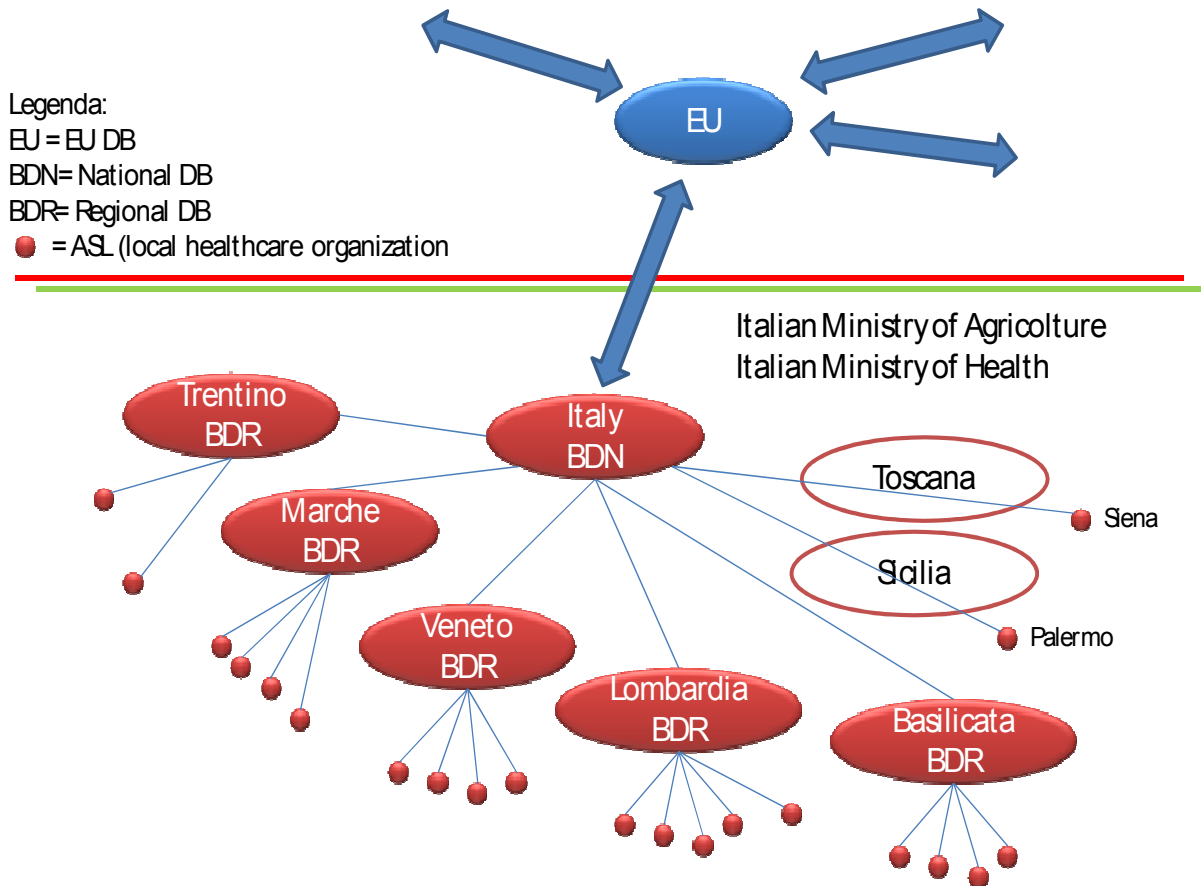 EU
Legenda:
EU = EU DB
BDN= National DB
BDR= Regional DB
= ASL (local healthcare organization
Italian Ministry of Agricolture
Italian Ministry of Health
Trentino
BDR
Italy
BDN
Toscana
Siena
Marche
BDR
Sicilia
Palermo
Veneto
BDR
Lombardia
BDR
Basilicata
BDR